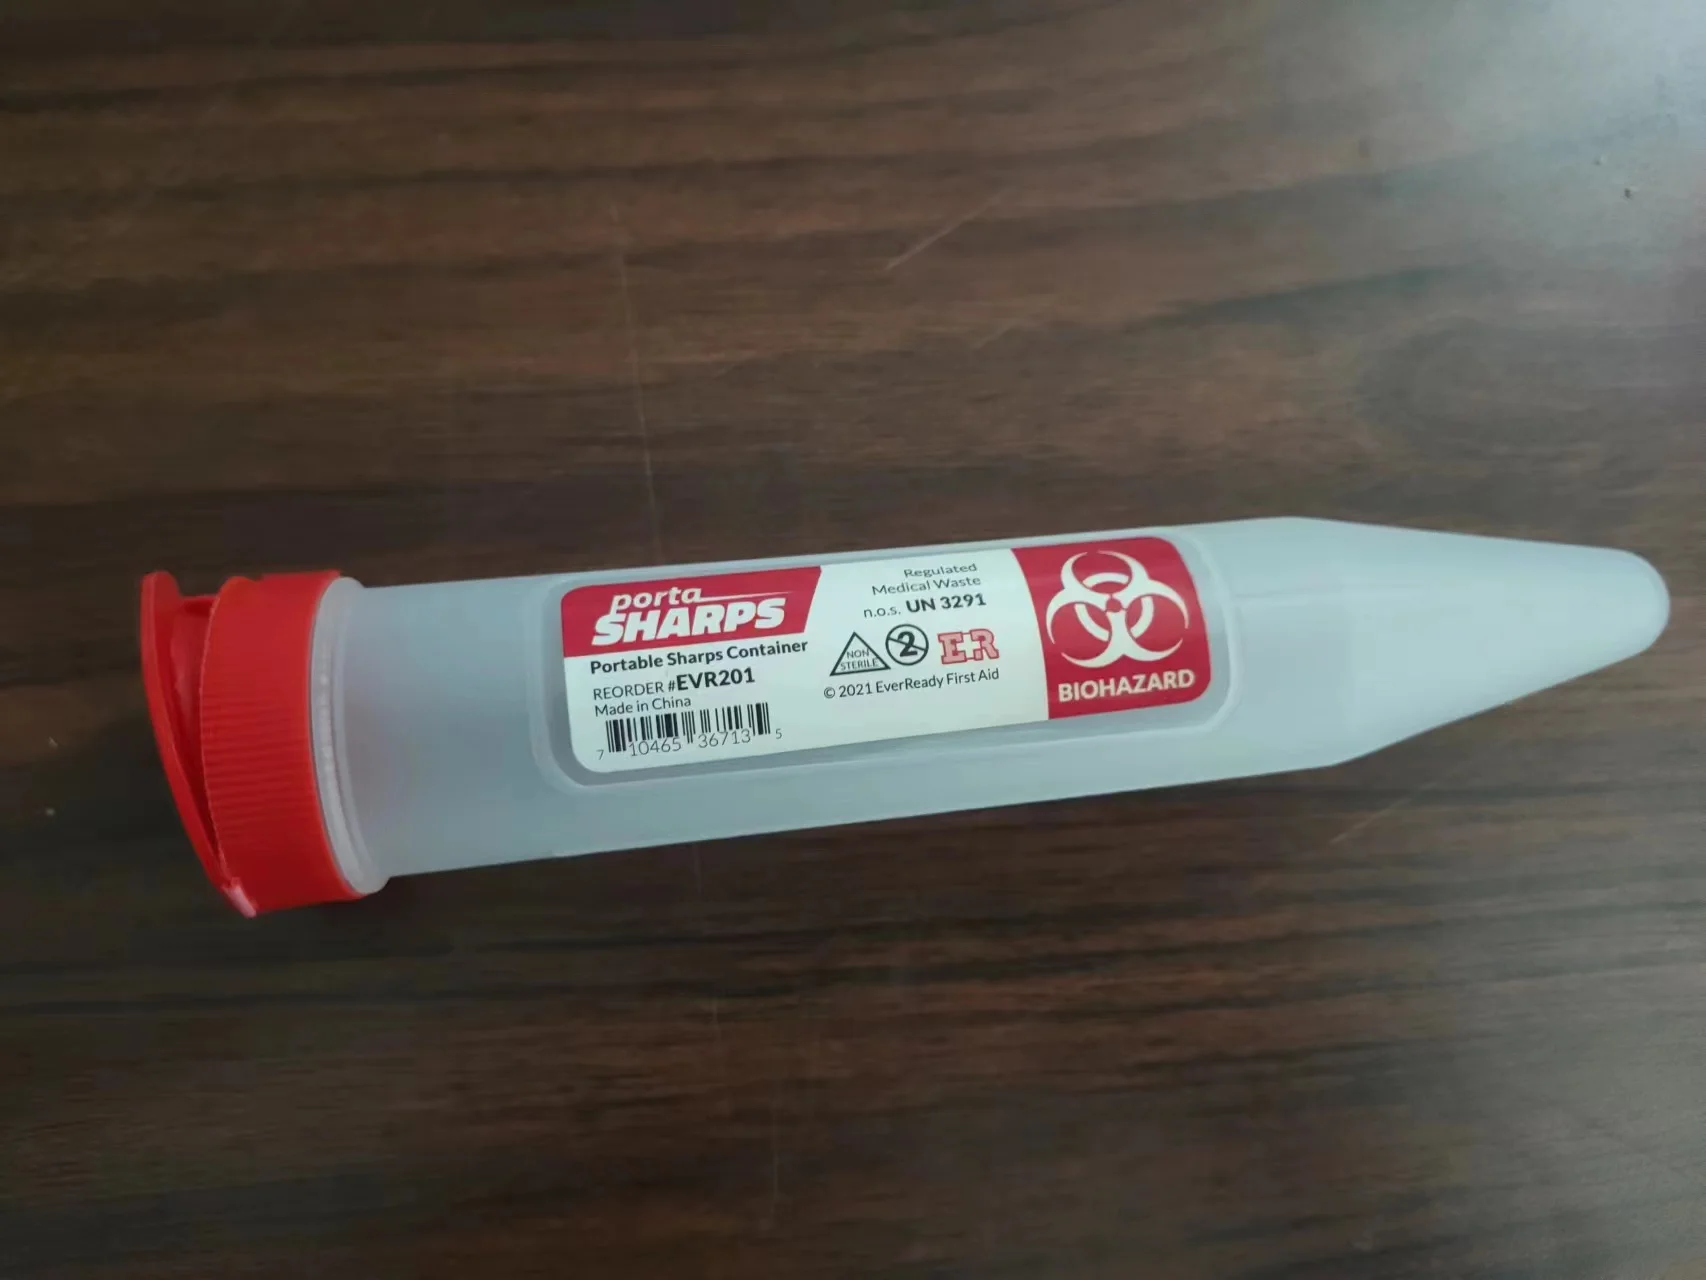 porta
SHARPS
Portable Sharps Container
REORDER #EVR201
Made in China
7 10465 36713 5
Regulated
Medical Waste
n.o.s. UN 3291
NON
STERILE
2
E+R
© 2021 EverReady First Aid
BIOHAZARD